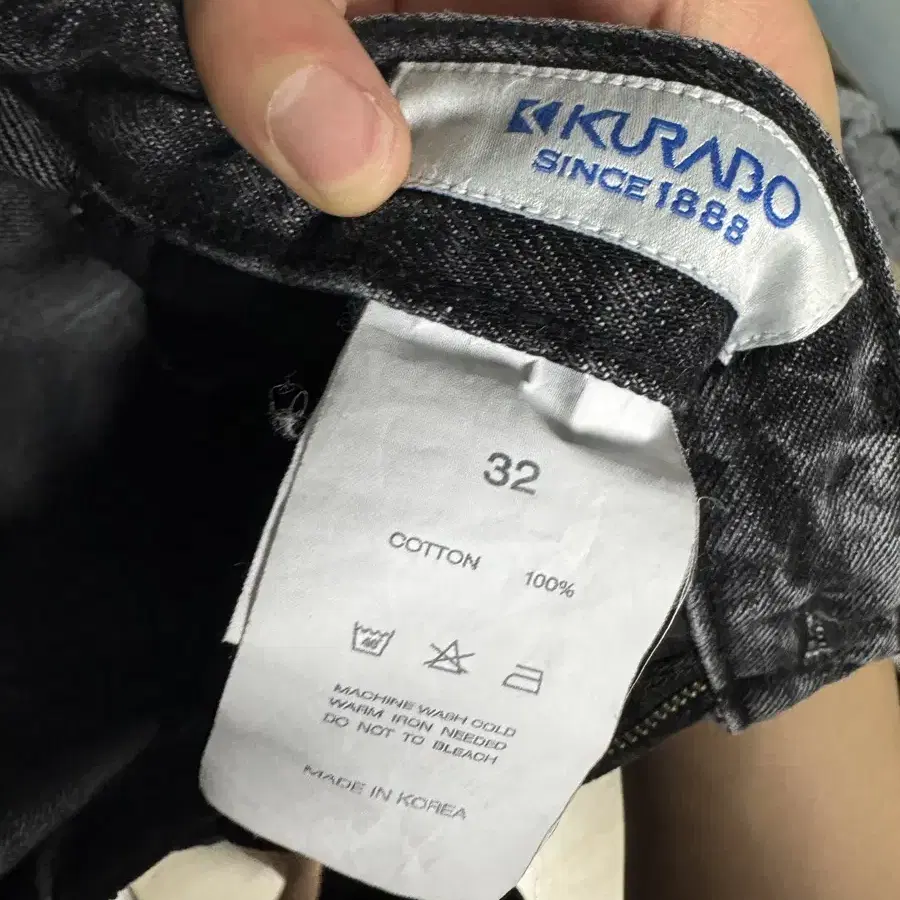 KURABO
SINCE 1888
32
COTTON 100%
40
MACHINE WASH COLD
WARM IRON NEEDED
DO NOT TO BLEACH
MADE IN KOREA